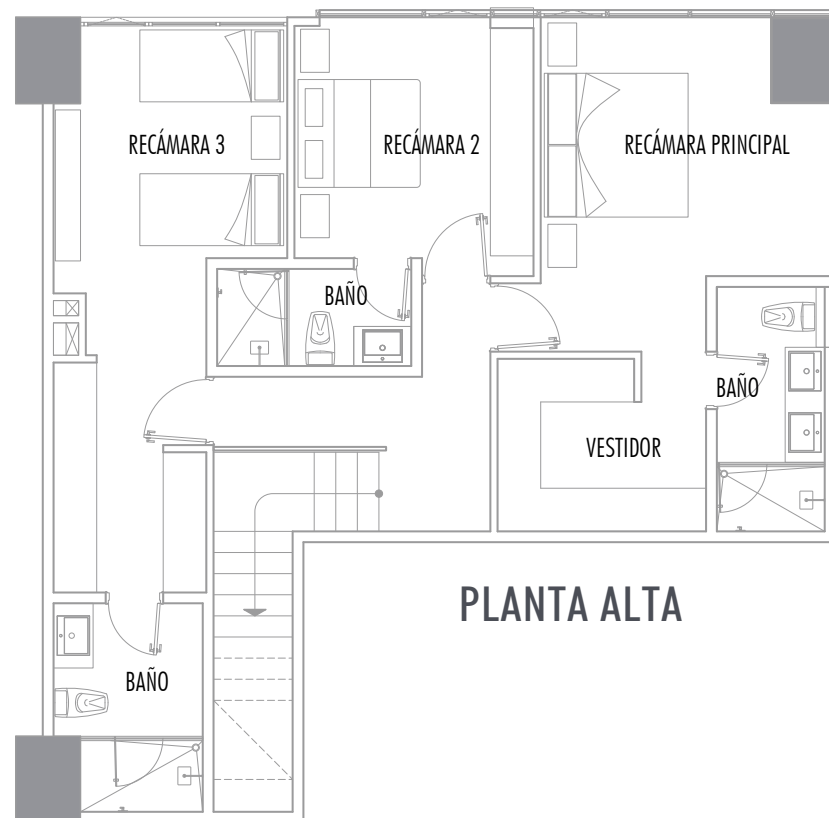 RECÁMARA 3
RECÁMARA 2
RECÁMARA PRINCIPAL
BAÑO
BAÑO
VESTIDOR
PLANTA ALTA
BAÑO